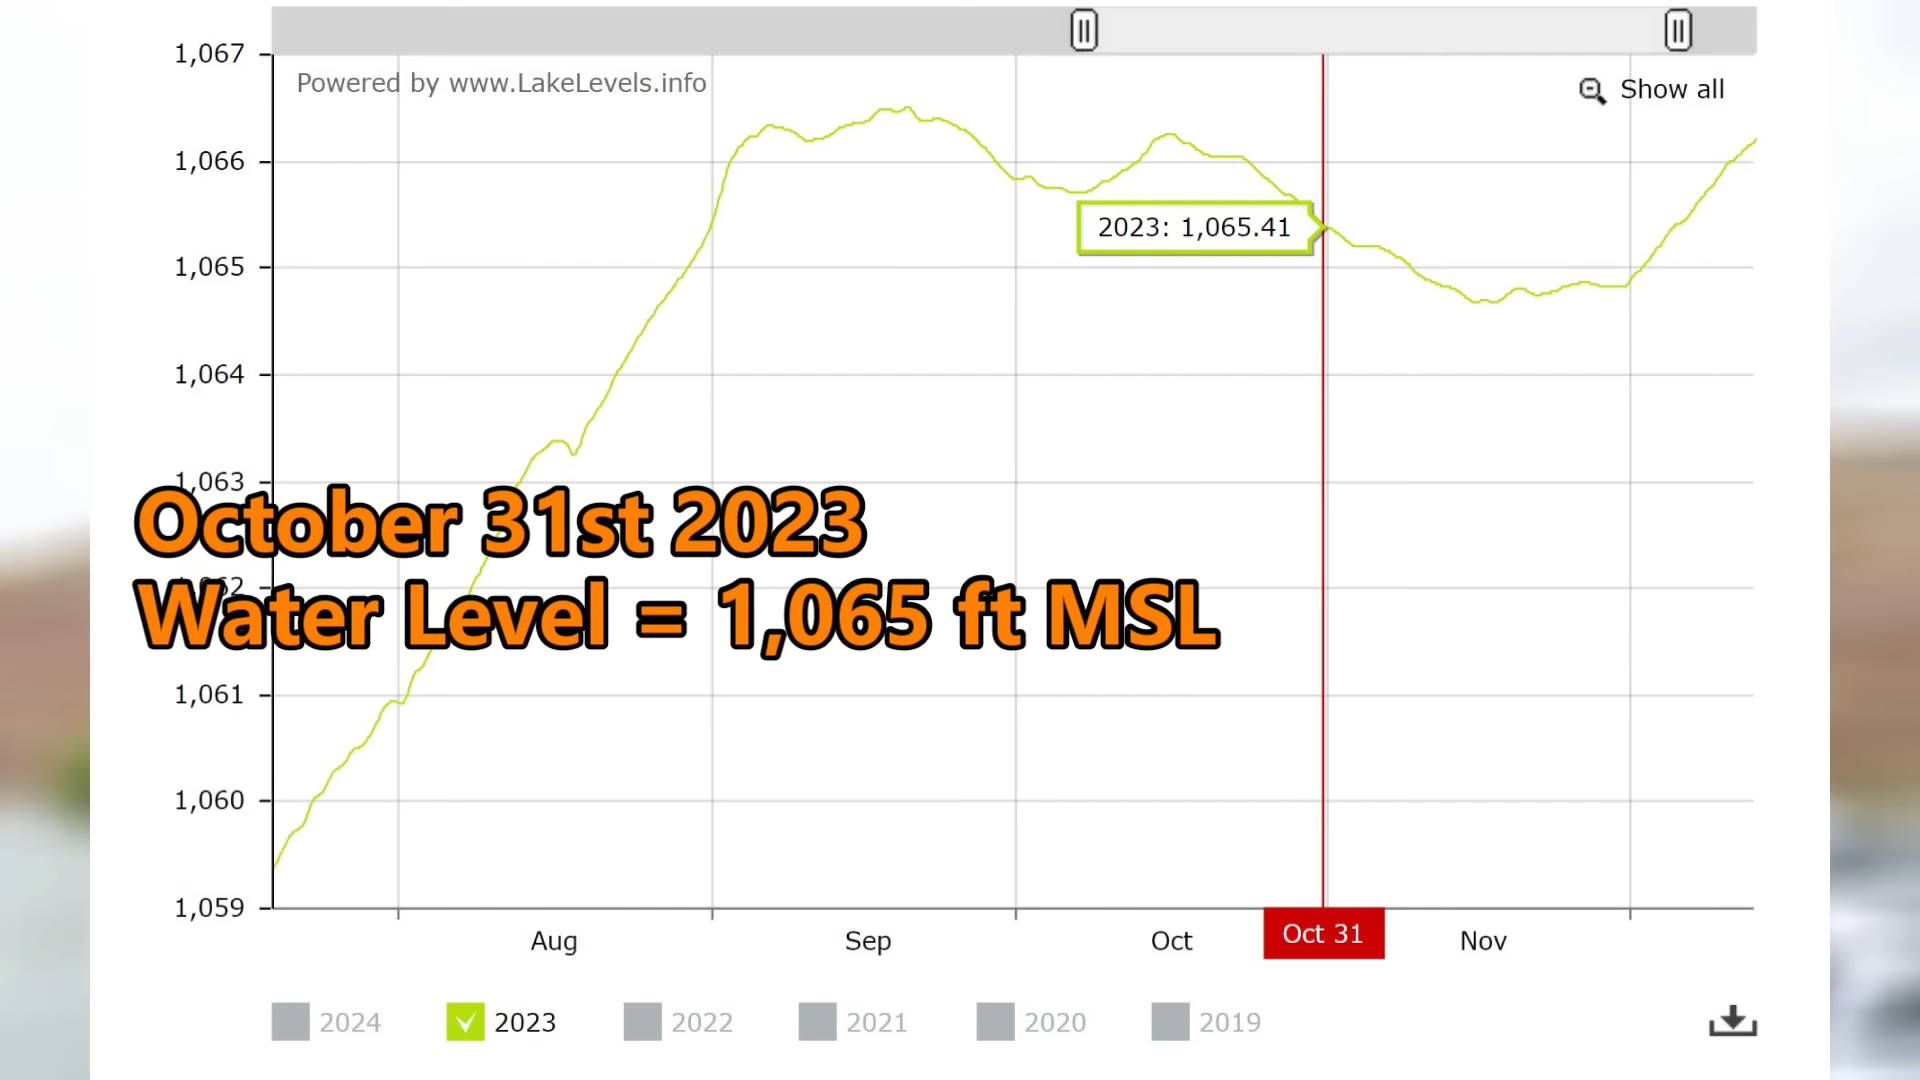 1,067
Powered by www.LakeLevels.info
Show all
1,066
2023: 1,065.41
1,065
1,064
1,063
October 31st 2023
Water Level = 1,065 ft MSL
1,061
1,060
1,059
Aug Sep Oct Oct 31 Nov
2024 2023 2022 2021 2020 2019